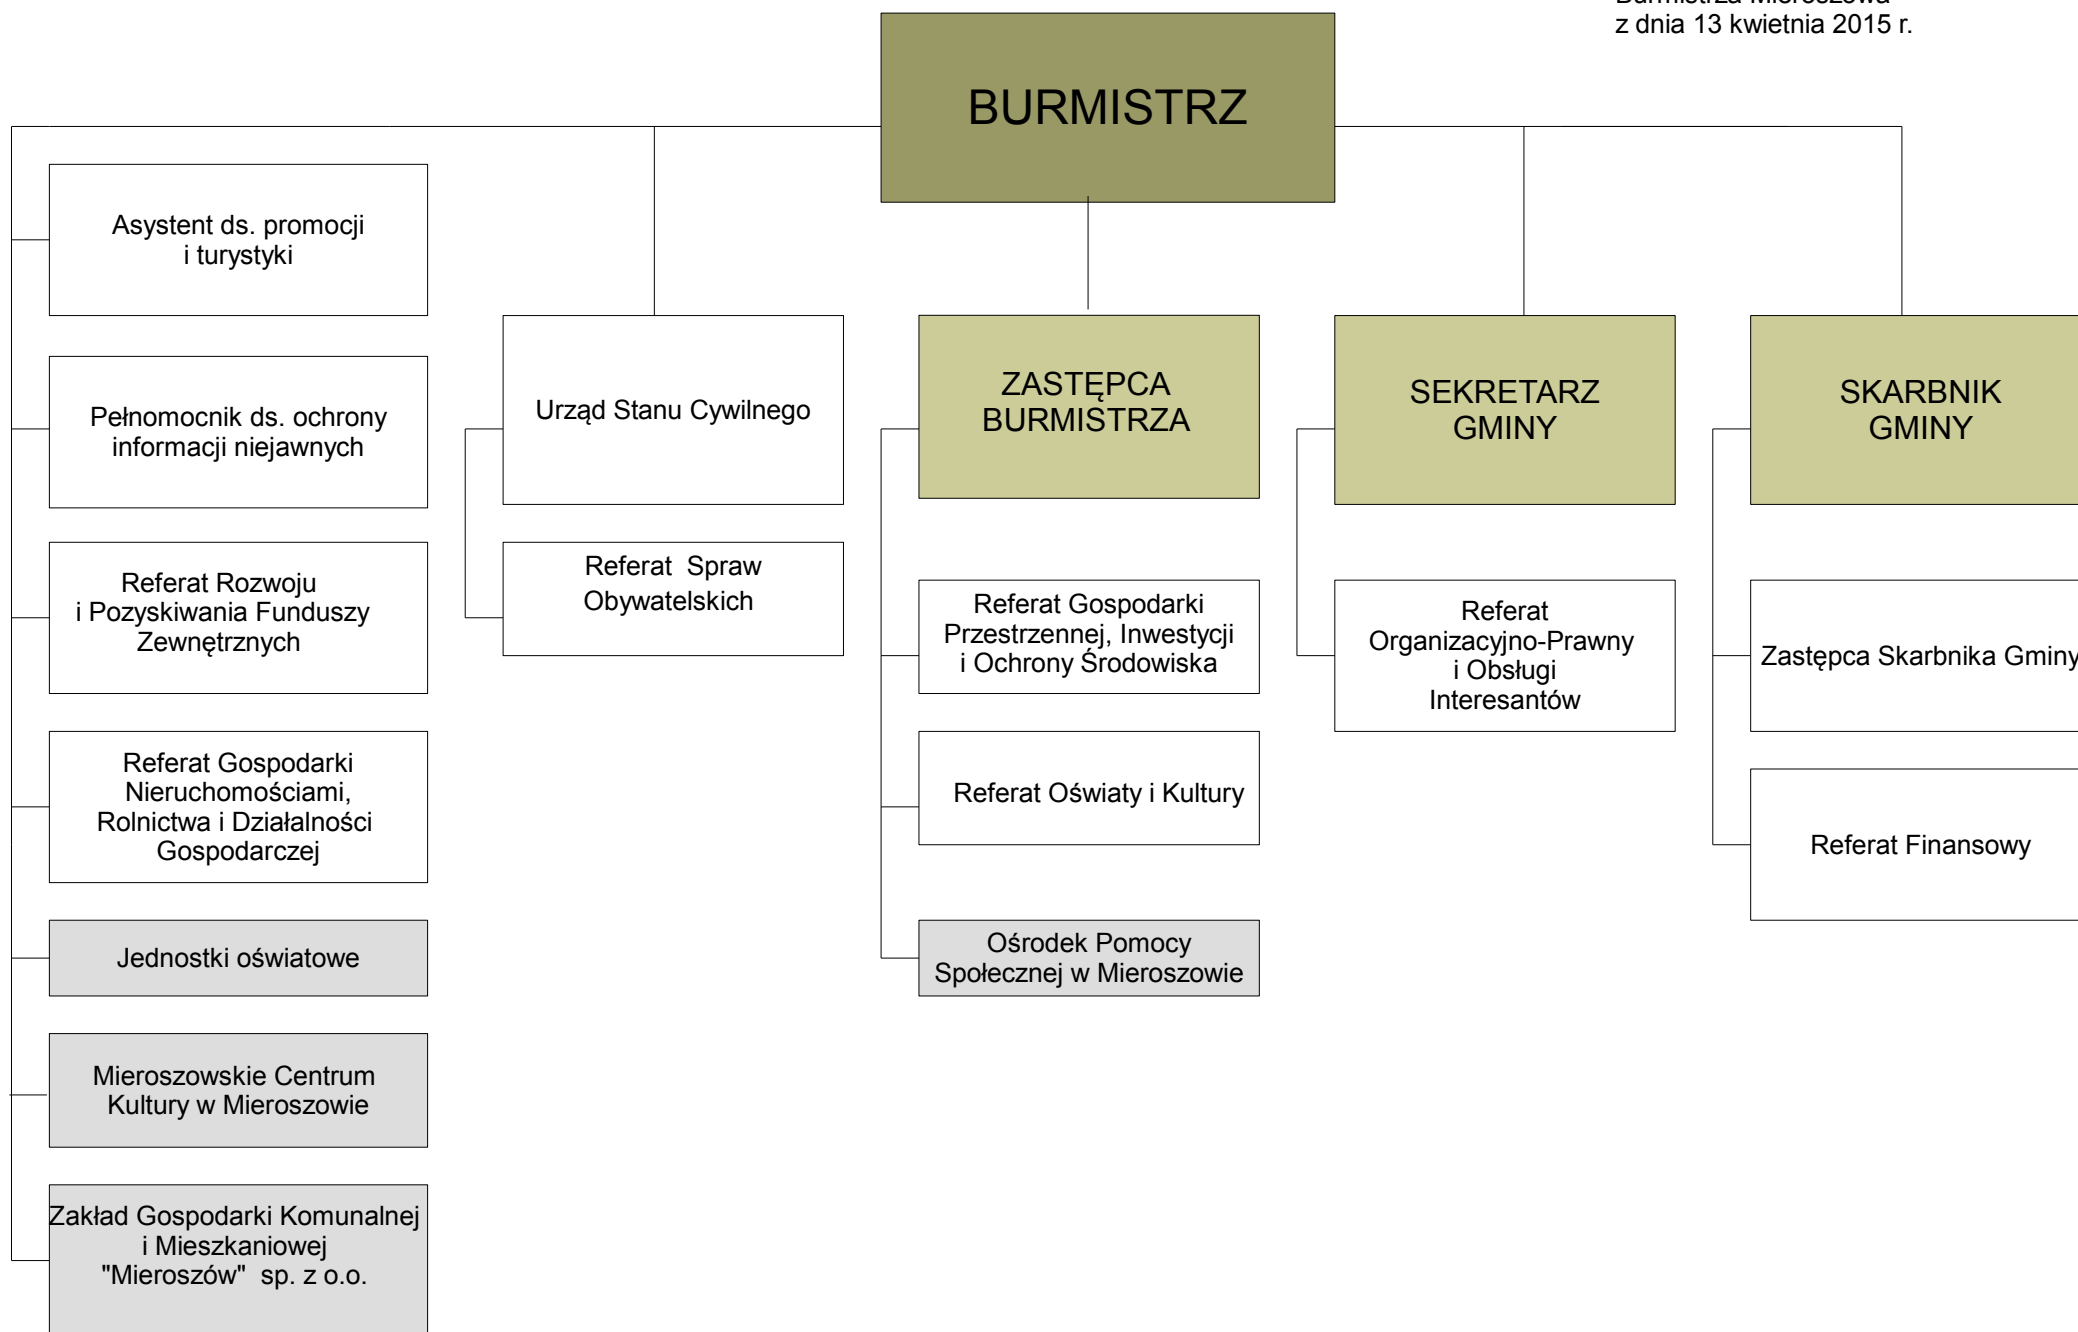 Burmistrza Mieroszowa
z dnia 13 kwietnia 2015 r.
BURMISTRZ
Asystent ds. promocji
i turystyki
Pełnomocnik ds. ochrony
informacji niejawnych
Referat Rozwoju
i Pozyskiwania Funduszy
Zewnętrznych
Referat Gospodarki
Nieruchomościami,
Rolnictwa i Działalności
Gospodarczej
Jednostki oświatowe
Mieroszowskie Centrum
Kultury w Mieroszowie
Zakład Gospodarki Komunalnej
i Mieszkaniowej
"Mieroszów" sp. z o.o.
Urząd Stanu Cywilnego
Referat Spraw
Obywatelskich
ZASTĘPCA
BURMISTRZA
Referat Gospodarki
Przestrzennej, Inwestycji
i Ochrony Środowiska
Referat Oświaty i Kultury
Ośrodek Pomocy
Społecznej w Mieroszowie
SEKRETARZ
GMINY
Referat
Organizacyjno-Prawny
i Obsługi
Interesantów
SKARBNIK
GMINY
Zastępca Skarbnika Gminy
Referat Finansowy